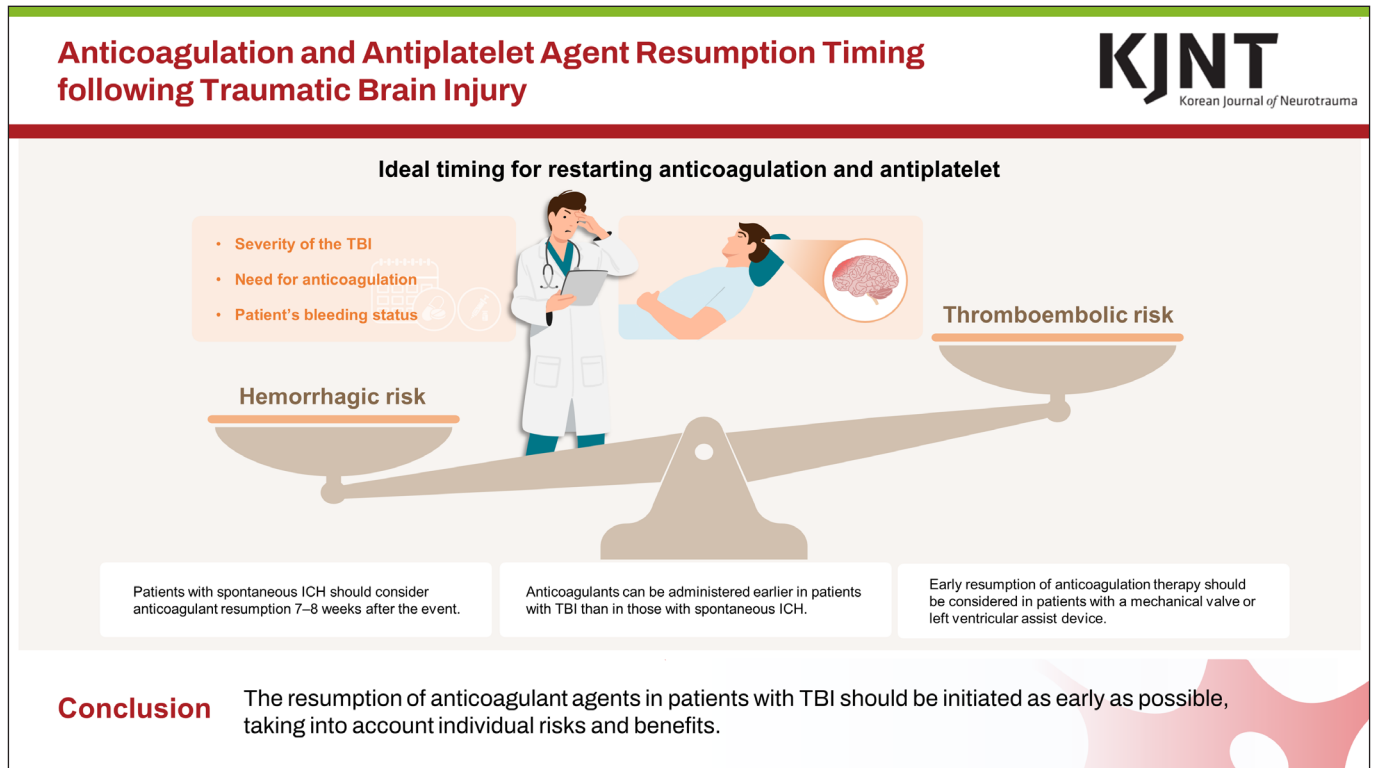 Anticoagulation and Antiplatelet Agent Resumption Timing
following Traumatic Brain Injury
KJNT
Korean Journal of Neurotrauma
Ideal timing for restarting anticoagulation and antiplatelet
• Severity of the TBI
• Need for anticoagulation
• Patient’s bleeding status
Thromboembolic risk
Hemorrhagic risk
Patients with spontaneous ICH should consider
anticoagulant resumption 7–8 weeks after the event.
Anticoagulants can be administered earlier in patients
with TBI than in those with spontaneous ICH.
Early resumption of anticoagulation therapy should
be considered in patients with a mechanical valve or
left ventricular assist device.
Conclusion
The resumption of anticoagulant agents in patients with TBI should be initiated as early as possible,
taking into account individual risks and benefits.